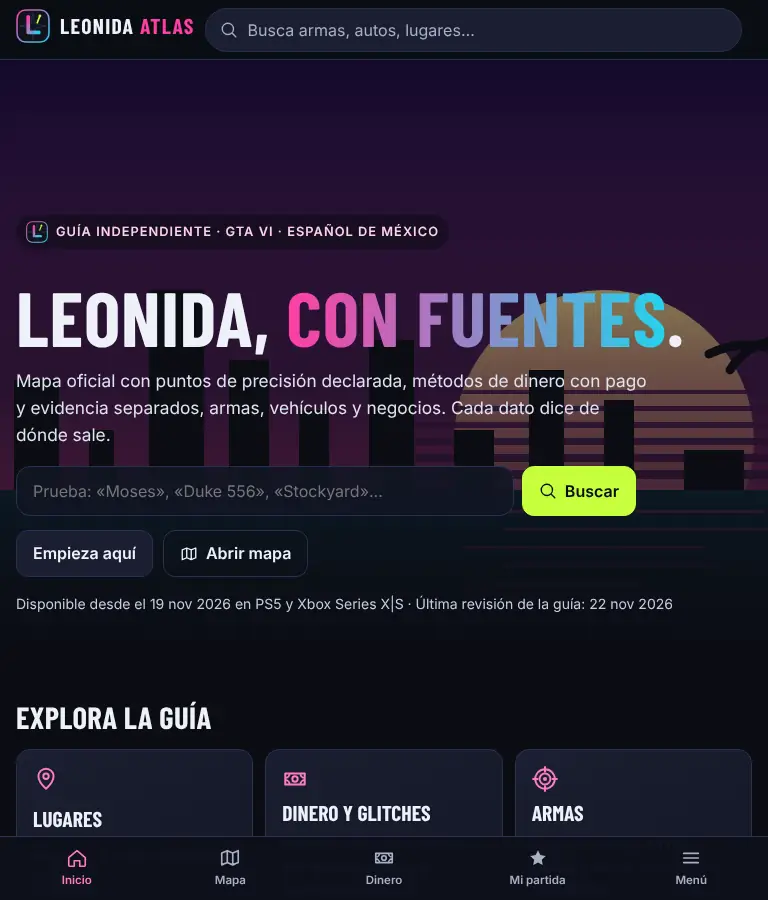 LEONIDA ATLAS
Busca armas, autos, lugares...
GUÍA INDEPENDIENTE · GTA VI · ESPAÑOL DE MÉXICO
LEONIDA, CON FUENTES.
Mapa oficial con puntos de precisión declarada, métodos de dinero con pago
y evidencia separados, armas, vehículos y negocios. Cada dato dice de
dónde sale.
Prueba: «Moses», «Duke 556», «Stockyard»...
Buscar
Empieza aquí
Abrir mapa
Disponible desde el 19 nov 2026 en PS5 y Xbox Series X|S · Última revisión de la guía: 22 nov 2026
EXPLORA LA GUÍA
LUGARES
DINERO Y GLITCHES
ARMAS
Inicio
Mapa
Dinero
Mi partida
Menú